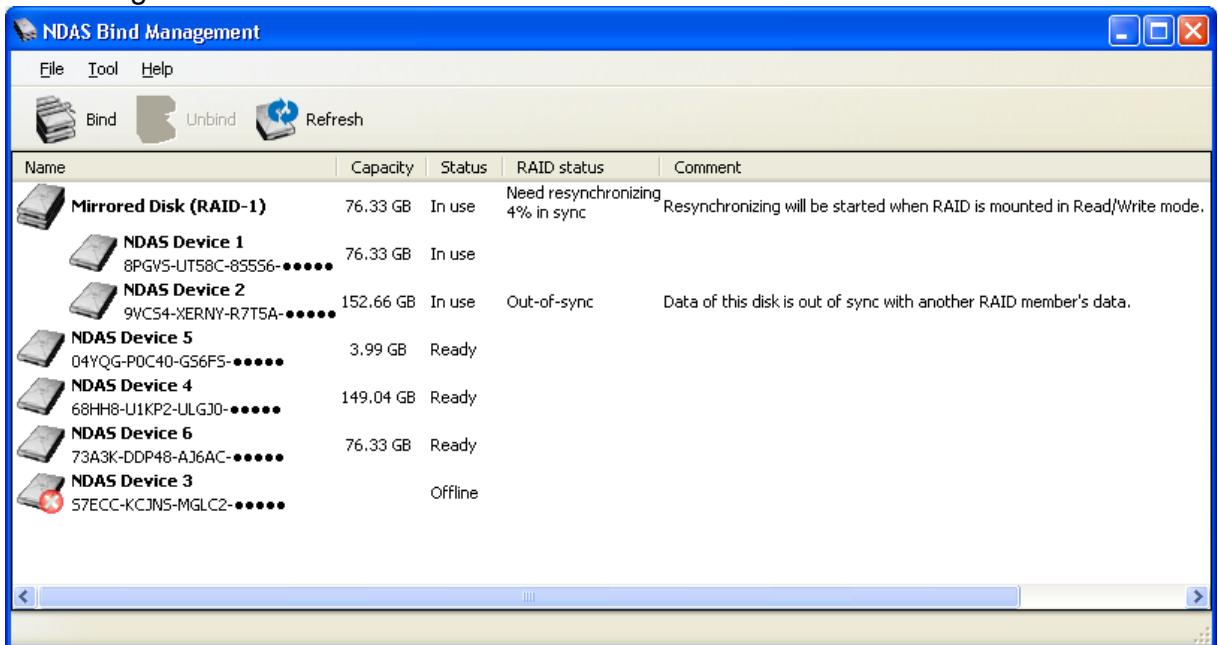 NDAS Bind Management
File Tool Help
Bind Unbind Refresh
Name Capacity Status RAID status Comment
Mirrored Disk (RAID-1) 76.33 GB In use Need resynchronizing
4% in sync Resynchronizing will be started when RAID is mounted in Read/Write mode.
NDAS Device 1
8PGVS-UT58C-8S5S6-●●●●● 76.33 GB In use
NDAS Device 2
9VCS4-XERNY-R7T5A-●●●●● 152.66 GB In use Out-of-sync Data of this disk is out of sync with another RAID member's data.
NDAS Device 5
04YQG-P0C40-GS6FS-●●●●● 3.99 GB Ready
NDAS Device 4
68HH8-U1KP2-ULGJ0-●●●●● 149.04 GB Ready
NDAS Device 6
73A3K-DDP48-AJ6AC-●●●●● 76.33 GB Ready
NDAS Device 3
S7ECC-KCJNS-MGLC2-●●●●● Offline